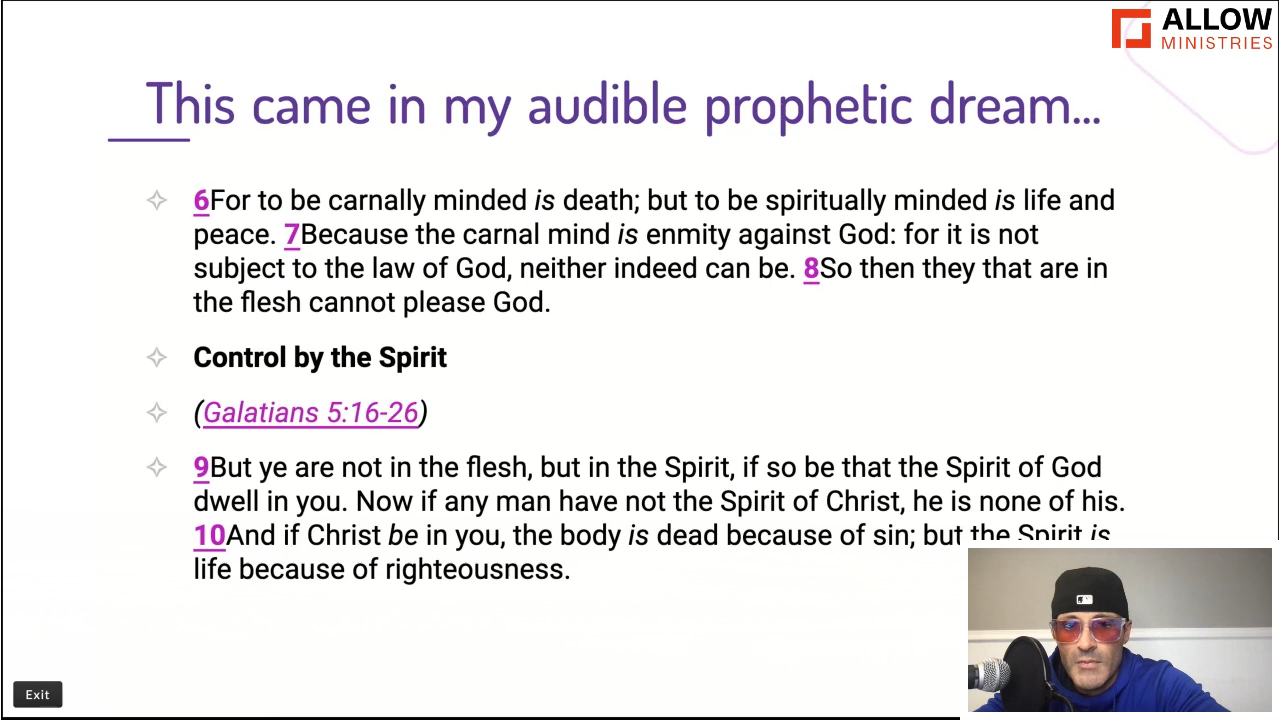 ALLOW
MINISTRIES
This came in my audible prophetic dream...
6For to be carnally minded is death; but to be spiritually minded is life and
peace. 7Because the carnal mind is enmity against God: for it is not
subject to the law of God, neither indeed can be. 8So then they that are in
the flesh cannot please God.
Control by the Spirit
(Galatians 5:16-26)
9But ye are not in the flesh, but in the Spirit, if so be that the Spirit of God
dwell in you. Now if any man have not the Spirit of Christ, he is none of his.
10And if Christ be in you, the body is dead because of sin; but the Spirit is
life because of righteousness.
Exit